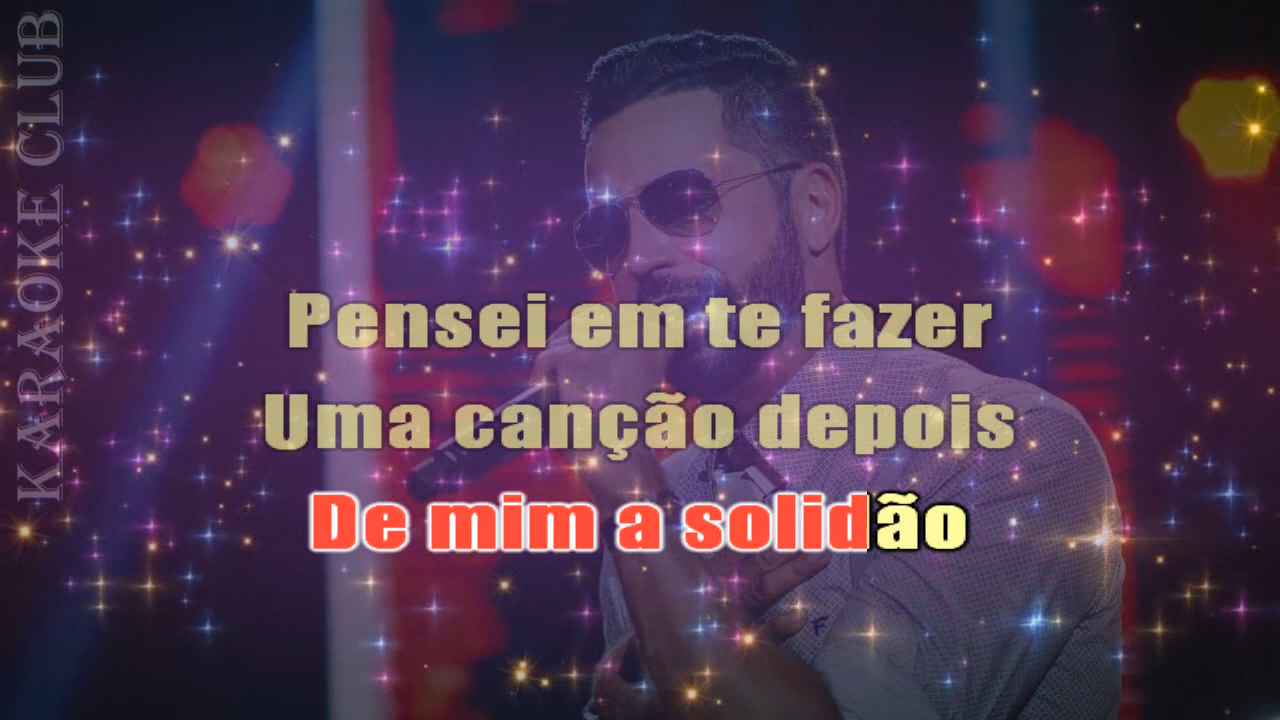 KARAOKE CLUB
Pensei em te fazer
Uma canção depois
De mim a solidão